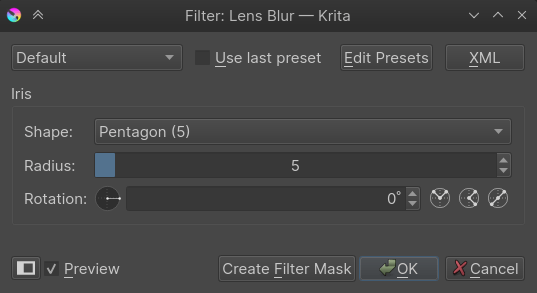 Filter: Lens Blur — Krita
Default Use last preset Edit Presets XML
Iris
Shape: Pentagon (5)
Radius: 5
Rotation: 0°
Preview Create Filter Mask OK Cancel